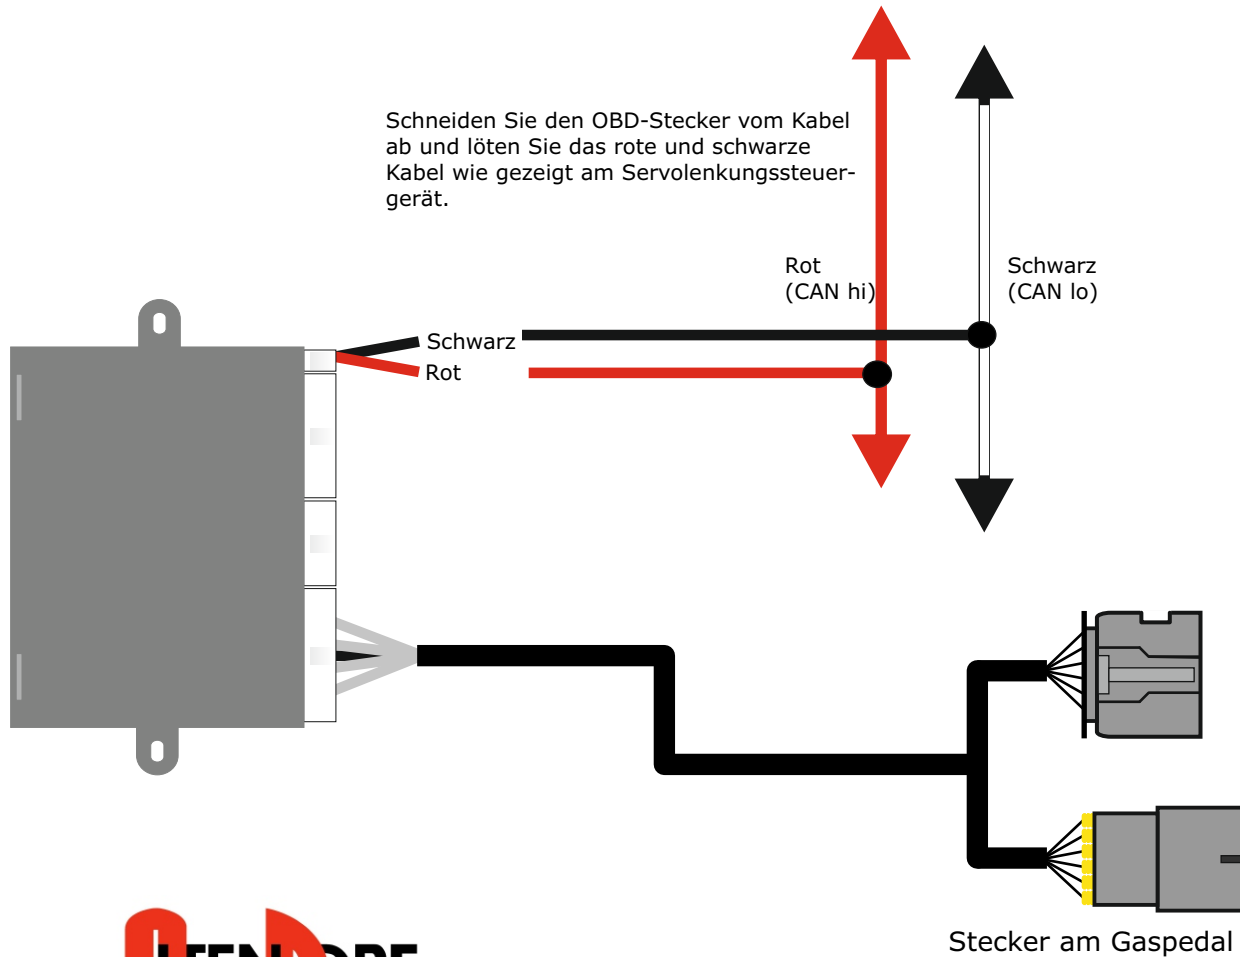 Schneiden Sie den OBD-Stecker vom Kabel
ab und löten Sie das rote und schwarze
Kabel wie gezeigt am Servolenkungssteuer-
gerät.
Rot
(CAN hi)
Schwarz
(CAN lo)
Schwarz
Rot
Stecker am Gaspedal